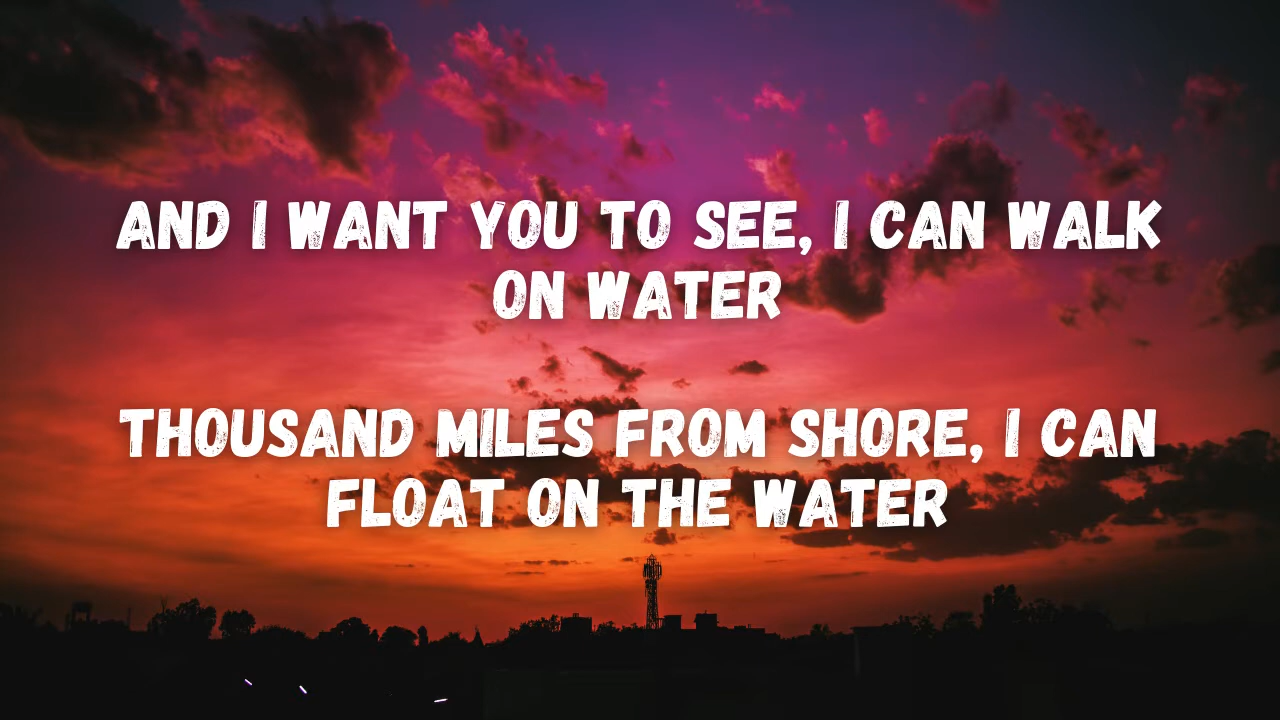 AND I WANT YOU TO SEE, I CAN WALK
ON WATER
THOUSAND MILES FROM SHORE, I CAN
FLOAT ON THE WATER